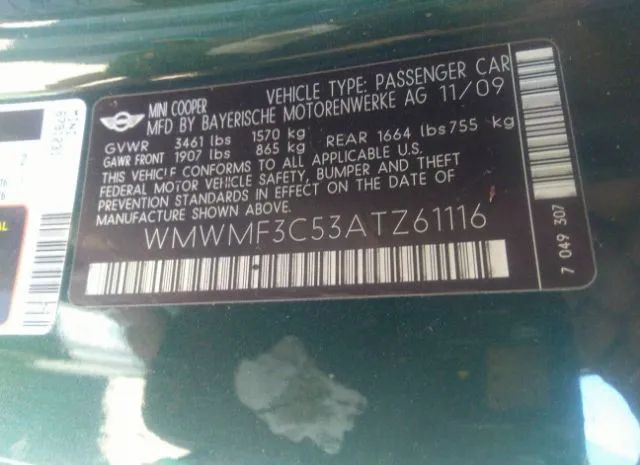 MINI COOPER VEHICLE TYPE: PASSENGER CAR
MFD BY BAYERISCHE MOTORENWERKE AG 11/09
GVWR 3461 lbs 1570 kg
GAWR FRONT 1907 lbs 865 kg REAR 1664 lbs 755 kg
THIS VEHICLE CONFORMS TO ALL APPLICABLE U.S.
FEDERAL MOTOR VEHICLE SAFETY, BUMPER AND THEFT
PREVENTION STANDARDS IN EFFECT ON THE DATE OF
MANUFACTURE SHOWN ABOVE.
WMWMF3C53ATZ61116
7 049 307